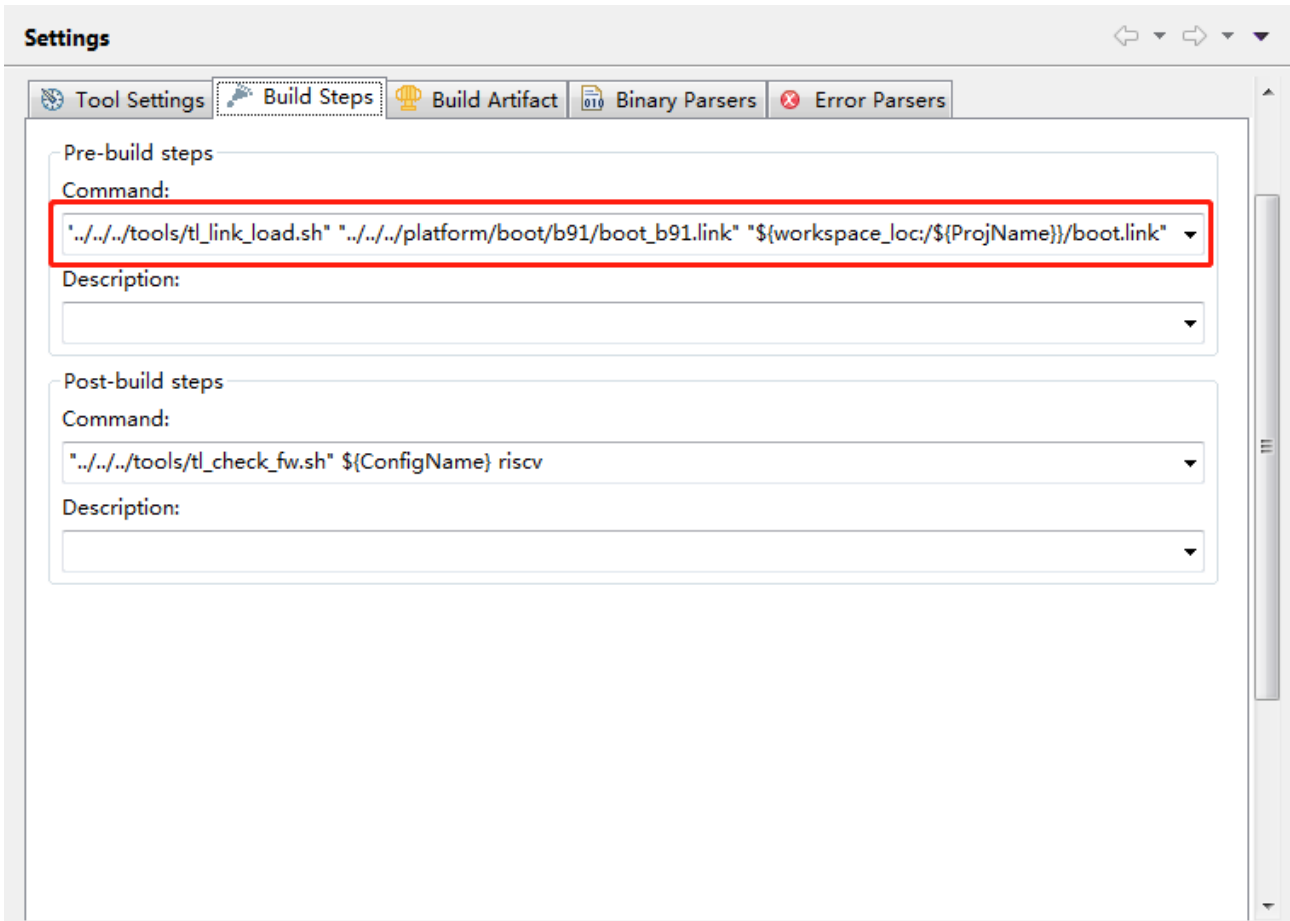 Settings
Tool Settings
Build Steps
Build Artifact
Binary Parsers
Error Parsers
Pre-build steps
Command:
"../../../tools/tl_link_load.sh" "../../../platform/boot/b91/boot_b91.link" "${workspace_loc:/${ProjName}}/boot.link"
Description:
Post-build steps
Command:
"../../../tools/tl_check_fw.sh" ${ConfigName} riscv
Description: